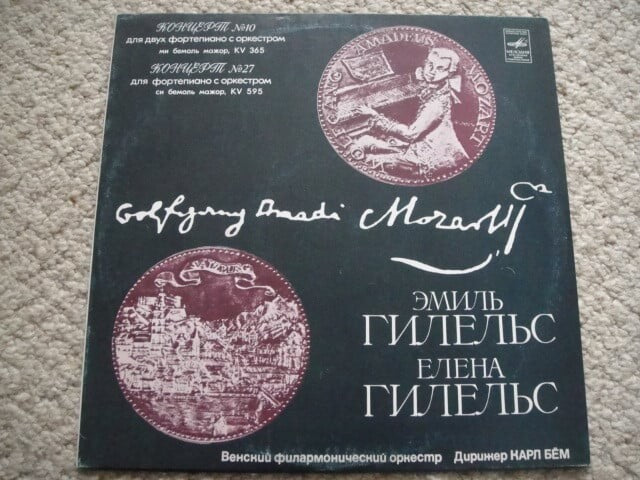 КОНЦЕРТ №10
для двух фортепиано с оркестром
ми бемоль мажор, KV 365
КОНЦЕРТ №27
для фортепиано с оркестром
си бемоль мажор, KV 595
WOLFGANG AMADEUS MOZART
МЕЛОДИЯ
Mozart
ЭМИЛЬ
ГИЛЕЛЬС
ЕЛЕНА
ГИЛЕЛЬС
Венский филармонический оркестр Дирижер КАРЛ БЁМ